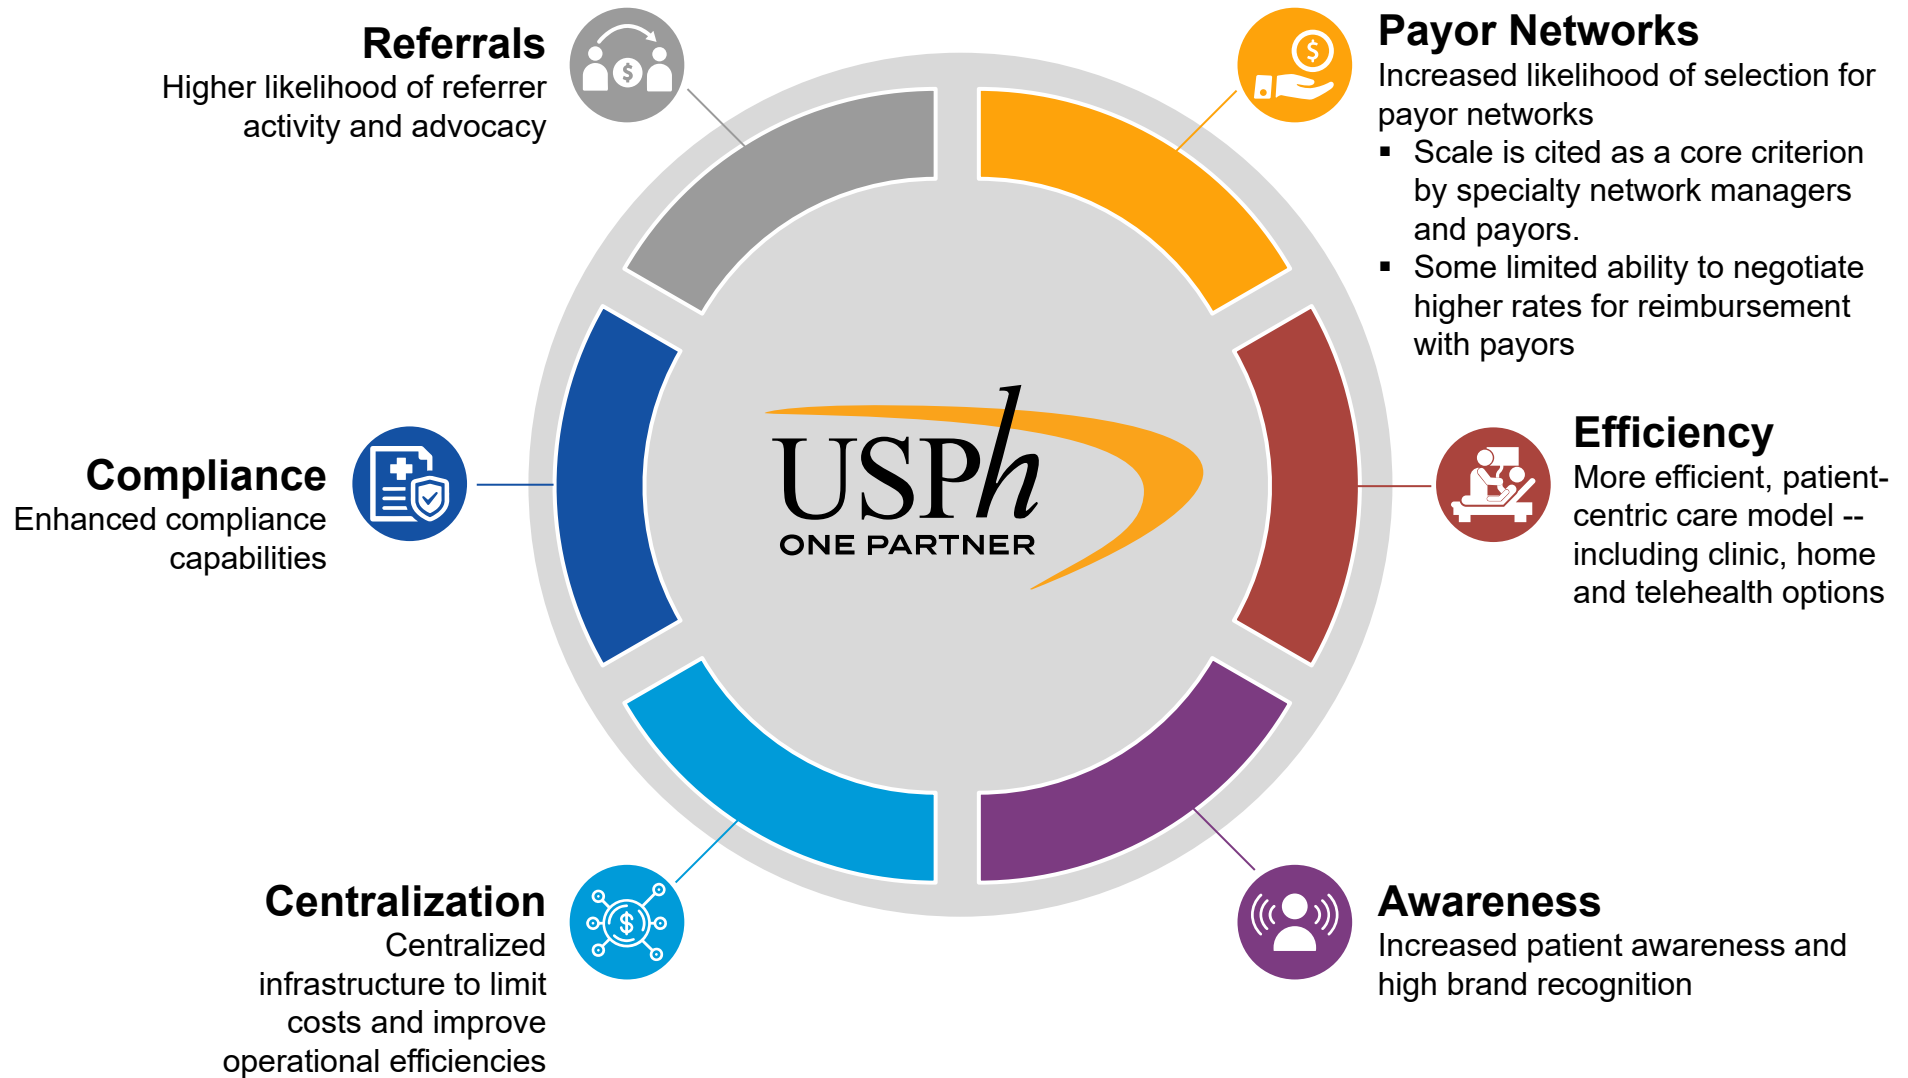 Referrals
Higher likelihood of referrer
activity and advocacy
Payor Networks
Increased likelihood of selection for
payor networks
▪ Scale is cited as a core criterion
by specialty network managers
and payors.
▪ Some limited ability to negotiate
higher rates for reimbursement
with payors
Compliance
Enhanced compliance
capabilities
USPh
ONE PARTNER
Efficiency
More efficient, patient-
centric care model --
including clinic, home
and telehealth options
Centralization
Centralized
infrastructure to limit
costs and improve
operational efficiencies
Awareness
Increased patient awareness and
high brand recognition